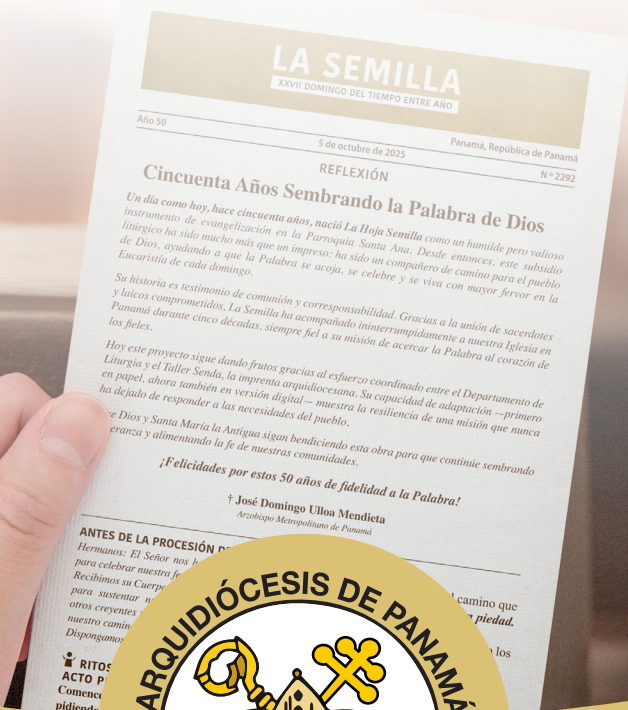 LA SEMILLA
XXVII DOMINGO DEL TIEMPO ENTRE AÑO
Año 50
5 de octubre de 2025
Panamá, República de Panamá
N º 2292
REFLEXIÓN
Cincuenta Años Sembrando la Palabra de Dios
Un día como hoy, hace cincuenta años, nació La Hoja Semilla como un humilde pero valioso
instrumento de evangelización en la Parroquia Santa Ana. Desde entonces, este subsidio
litúrgico ha sido mucho más que un impreso: ha sido un compañero de camino para el pueblo
de Dios, ayudando a que la Palabra se acoja, se celebre y se viva con mayor fervor en la
Eucaristía de cada domingo.
Su historia es testimonio de comunión y corresponsabilidad. Gracias a la unión de sacerdotes
y laicos comprometidos, La Semilla ha acompañado ininterrumpidamente a nuestra Iglesia en
Panamá durante cinco décadas, siempre fiel a su misión de acercar la Palabra al corazón de
los fieles.
Hoy este proyecto sigue dando frutos gracias al esfuerzo coordinado entre el Departamento de
Liturgia y el Taller Senda, la imprenta arquidiocesana. Su capacidad de adaptación —primero
en papel, ahora también en versión digital— muestra la resiliencia de una misión que nunca
ha dejado de responder a las necesidades del pueblo.
Dios y Santa María la Antigua sigan bendiciendo esta obra para que continúe sembrando
eranza y alimentando la fe de nuestras comunidades.
¡Felicidades por estos 50 años de fidelidad a la Palabra!
† José Domingo Ulloa Mendieta
Arzobispo Metropolitano de Panamá
ANTES DE LA PROCESIÓN
Hermanos: El Señor nos
para celebrar nuestra fe
Recibimos su Cuerpo
para sustentar
otros creyentes
nuestro camin
Dispongamos
camino que
piedad.
los
RITOS
ACTO
Comence
pidiendo
ARQUIDIÓCESIS DE PANAMÁ